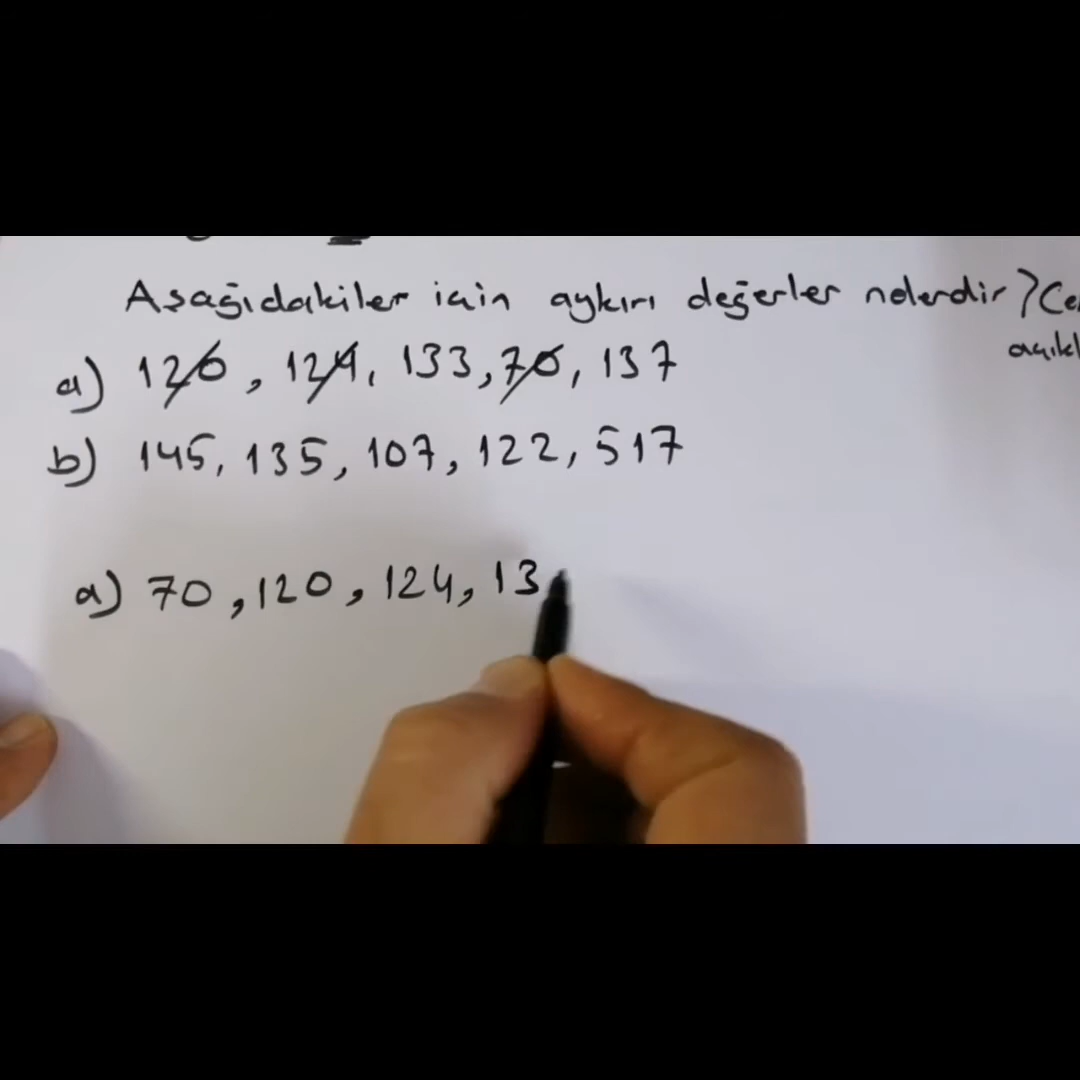 Aşağıdakiler için aykırı değerler nelerdir?
a) 120, 124, 133, 70, 137
b) 145, 135, 107, 122, 517
a) 70, 120, 124, 13